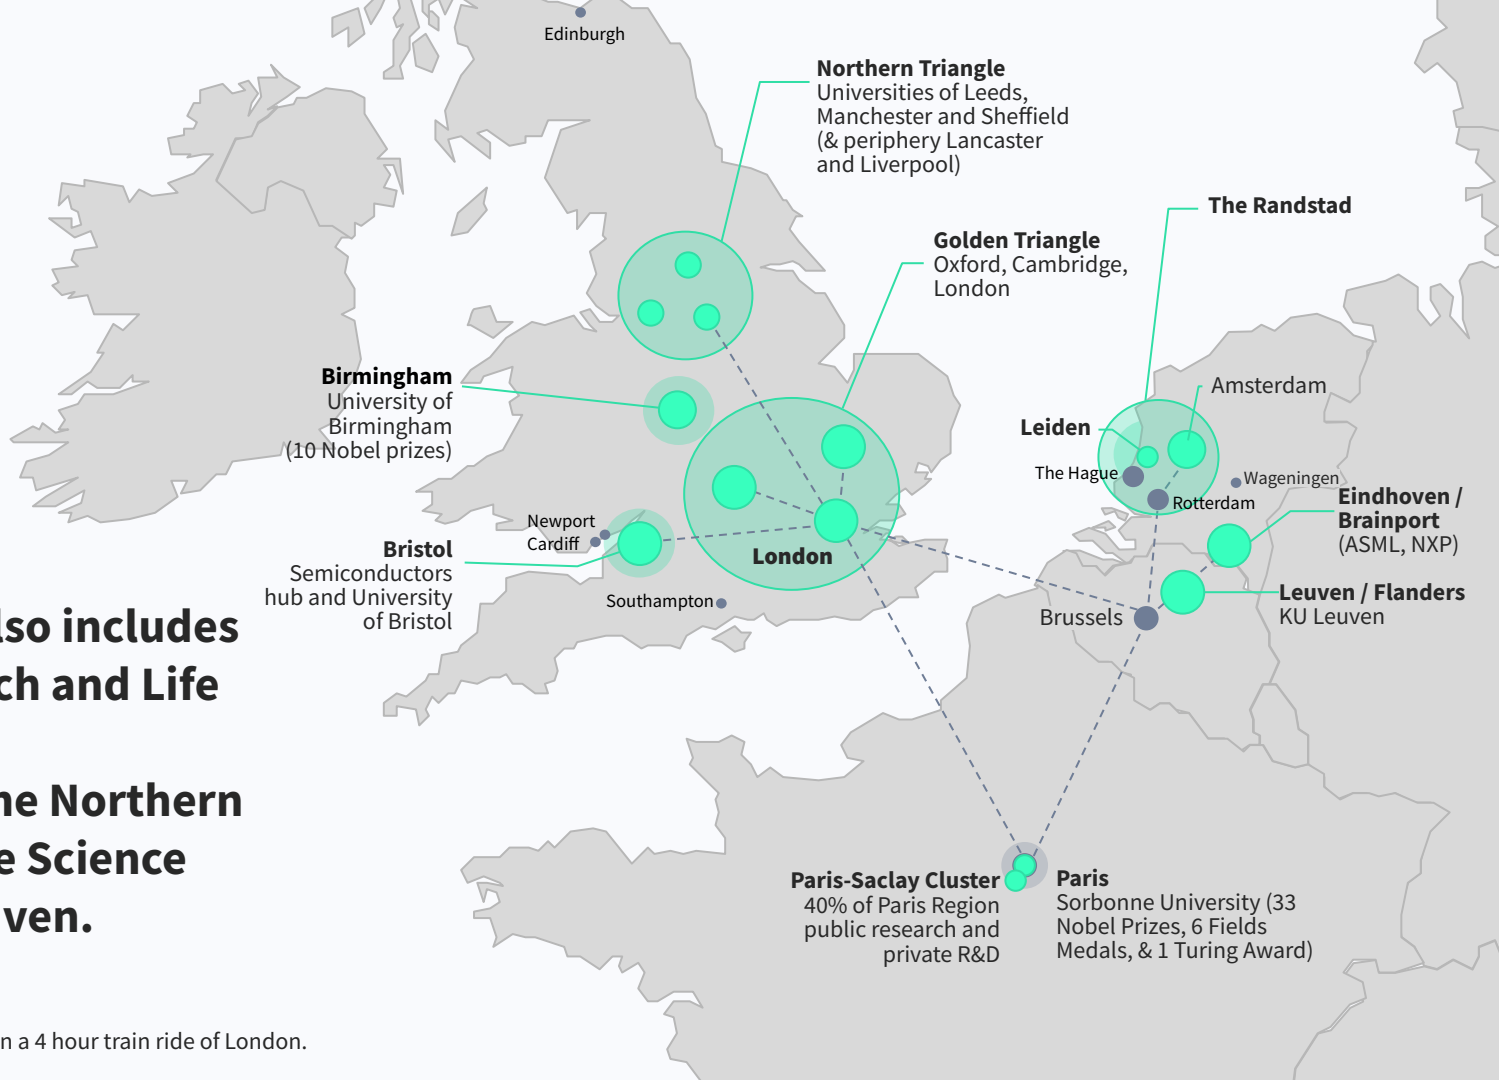 Edinburgh
Northern Triangle
Universities of Leeds,
Manchester and Sheffield
(& periphery Lancaster
and Liverpool)
The Randstad
Golden Triangle
Oxford, Cambridge,
London
Birmingham
University of
Birmingham
(10 Nobel prizes)
Amsterdam
Leiden
The Hague
Wageningen
Rotterdam
Eindhoven /
Brainport
(ASML, NXP)
Newport
Cardiff
Bristol
Semiconductors
hub and University
of Bristol
London
Southampton
Leuven / Flanders
KU Leuven
Brussels
lso includes
ch and Life
ne Northern
e Science
ven.
Paris-Saclay Cluster
40% of Paris Region
public research and
private R&D
Paris
Sorbonne University (33
Nobel Prizes, 6 Fields
Medals, & 1 Turing Award)
n a 4 hour train ride of London.